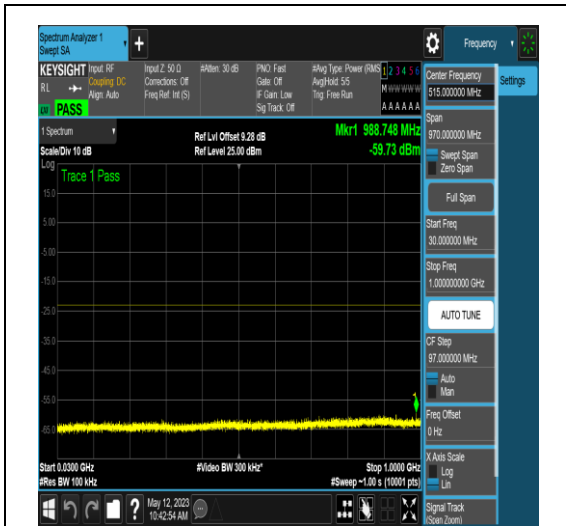 Spectrum Analyzer 1
Swept SA
+
Frequency
KEYSIGHT
Input: RF
Coupling: DC
Align: Auto
RL
PASS
Input Z: 50 Ω
Corrections: Off
Freq Ref: Int (S)
#Atten: 30 dB
PNO: Fast
Gate: Off
IF Gain: Low
Sig Track: Off
#Avg Type: Power (RMS
Avg|Hold: 5/5
Trig: Free Run
1 2 3 4 5 6
M W W W W W
A A A A A A
1 Spectrum
Scale/Div 10 dB
Ref Lvl Offset 9.28 dB
Ref Level 25.00 dBm
Mkr1 988.748 MHz
-59.73 dBm
Log
Trace 1 Pass
15.0
5.00
-5.00
-15.0
-25.0
-35.0
-45.0
-55.0
-65.0
1
Start 0.0300 GHz
#Res BW 100 kHz
#Video BW 300 kHz*
Stop 1.0000 GHz
#Sweep ~1.00 s (10001 pts)
May 12, 2023
10:42:54 AM
?
Center Frequency
515.000000 MHz
Settings
Span
970.000000 MHz
Swept Span
Zero Span
Full Span
Start Freq
30.000000 MHz
Stop Freq
1.000000000 GHz
AUTO TUNE
CF Step
97.000000 MHz
Auto
Man
Freq Offset
0 Hz
X Axis Scale
Log
Lin
Signal Track
(Span Zoom)